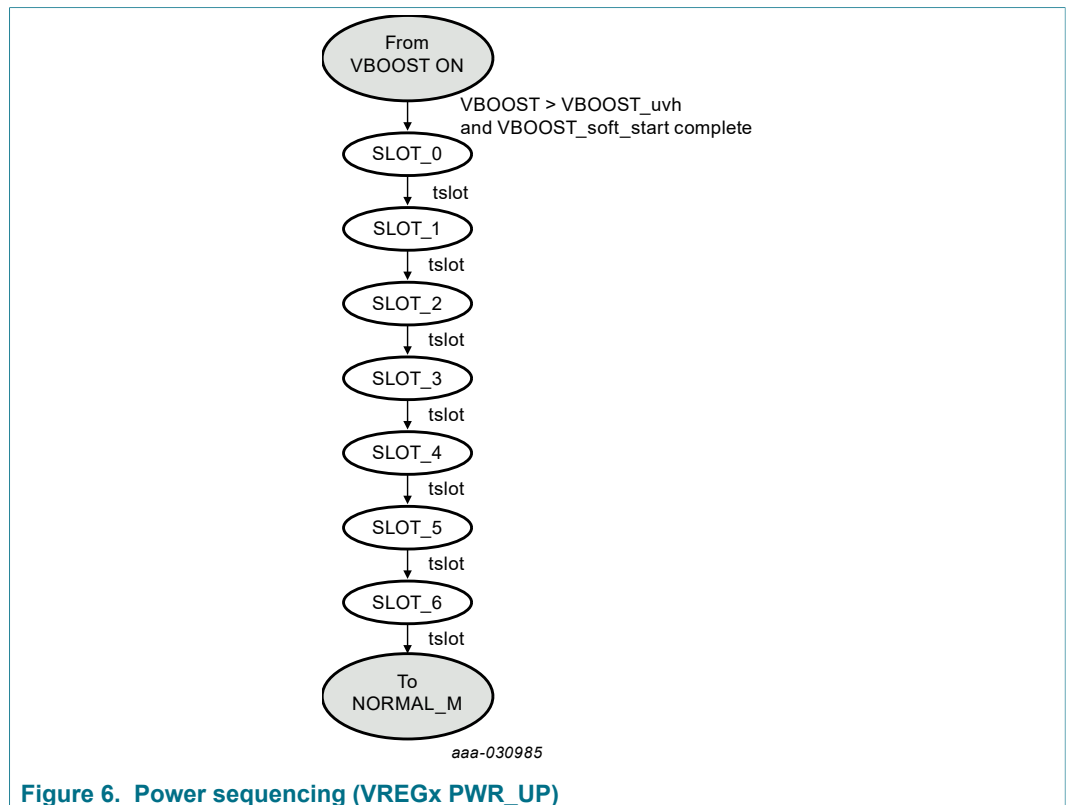 From
VBOOST ON
VBOOST > VBOOST_uvh
and VBOOST_soft_start complete
SLOT_0
tslot
SLOT_1
tslot
SLOT_2
tslot
SLOT_3
tslot
SLOT_4
tslot
SLOT_5
tslot
SLOT_6
tslot
To
NORMAL_M
aaa-030985
Figure 6. Power sequencing (VREGx PWR_UP)